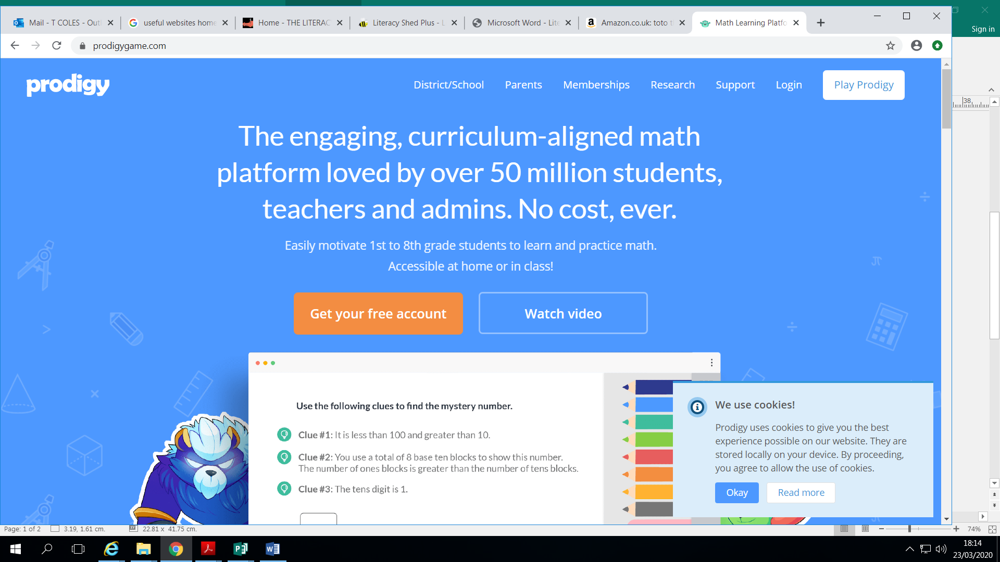 Mail - T COLES - Out
useful websites home
Home - THE LITERAC
Literacy Shed Plus - L
Microsoft Word - Lite
Amazon.co.uk: toto t
Math Learning Platfo
Sign in
prodigygame.com
prodigy
District/School
Parents
Memberships
Research
Support
Login
Play Prodigy
38
The engaging, curriculum-aligned math
platform loved by over 50 million students,
teachers and admins. No cost, ever.
Easily motivate 1st to 8th grade students to learn and practice math.
Accessible at home or in class!
Get your free account
Watch video
Use the following clues to find the mystery number.
Clue #1: It is less than 100 and greater than 10.
Clue #2: You use a total of 8 base ten blocks to show this number.
The number of ones blocks is greater than the number of tens blocks.
Clue #3: The tens digit is 1.
We use cookies!
Prodigy uses cookies to give you the best
experience possible on our website. They are
stored locally on your device. By proceeding,
you agree to allow the use of cookies.
Okay
Read more
Page: 1 of 2
3.19, 1.61 cm.
22.81 x 41.75 cm.
74%
18:14
23/03/2020